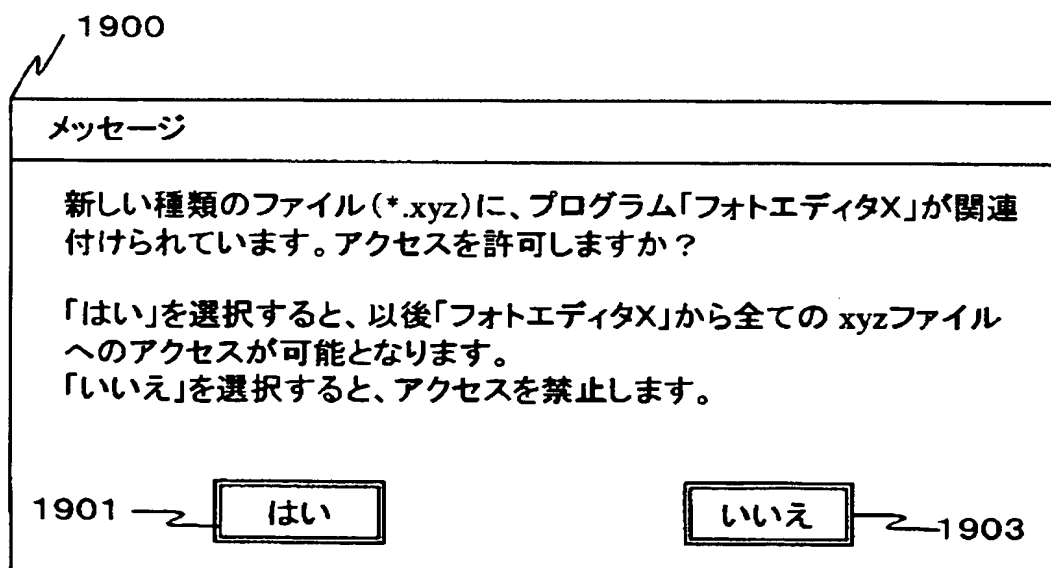 1900
メッセージ
新しい種類のファイル(*.xyz)に、プログラム「フォトエディタX」が関連
付けられています。アクセスを許可しますか?
「はい」を選択すると、以後「フォトエディタX」から全ての xyzファイル
へのアクセスが可能となります。
「いいえ」を選択すると、アクセスを禁止します。
1901 はい いいえ 1903